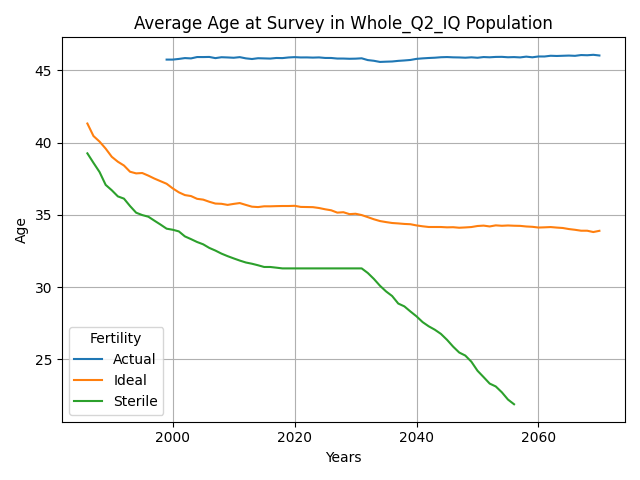 Average Age at Survey in Whole_Q2_IQ Population
Age
45
40
35
30
25
Fertility
Actual
Ideal
Sterile
2000
2020
2040
2060
Years